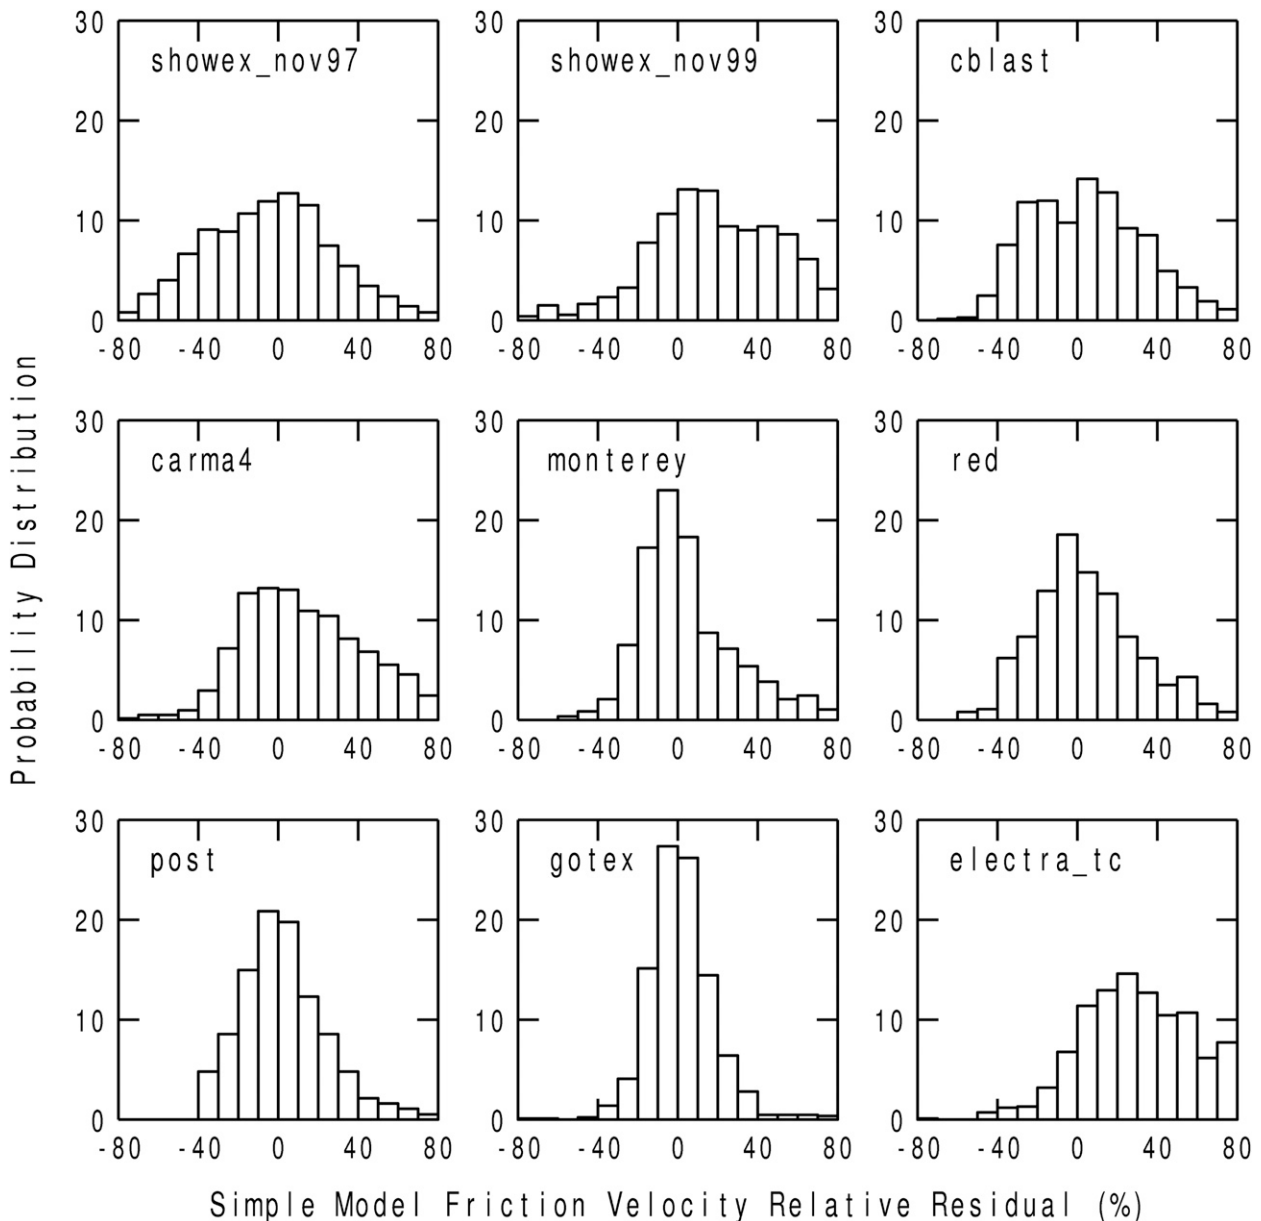 30 30 30
showex_nov97 showex_nov99 cblast
20 20 20
10 10 10
0 0 0
-80 -40 0 40 80 -80 -40 0 40 80 -80 -40 0 40 80
Probability Distribution
30 30 30
carma4 monterey red
20 20 20
10 10 10
0 0 0
-80 -40 0 40 80 -80 -40 0 40 80 -80 -40 0 40 80
30 30 30
post gotex electra_tc
20 20 20
10 10 10
0 0 0
-80 -40 0 40 80 -80 -40 0 40 80 -80 -40 0 40 80
Simple Model Friction Velocity Relative Residual (%)